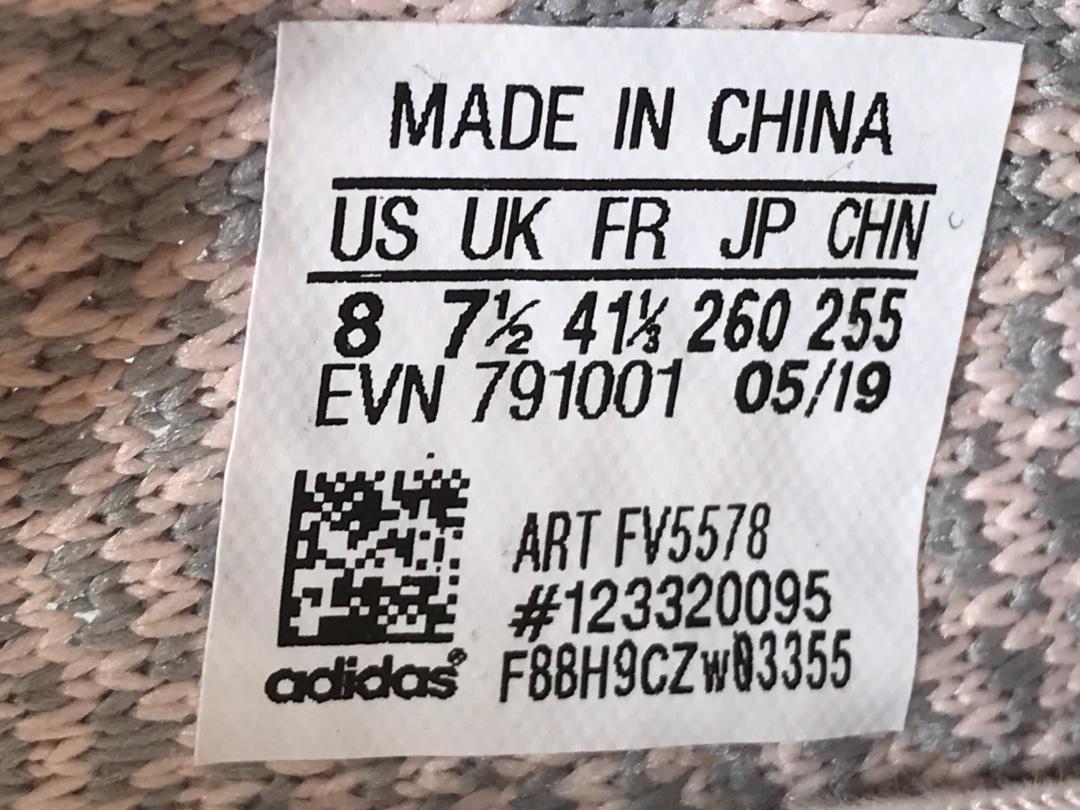 MADE IN CHINA
US UK FR JP CHN
8 7½ 41⅓ 260 255
EVN 791001 05/19
ART FV5578
#123320095
F88H9CZw03355
adidas®